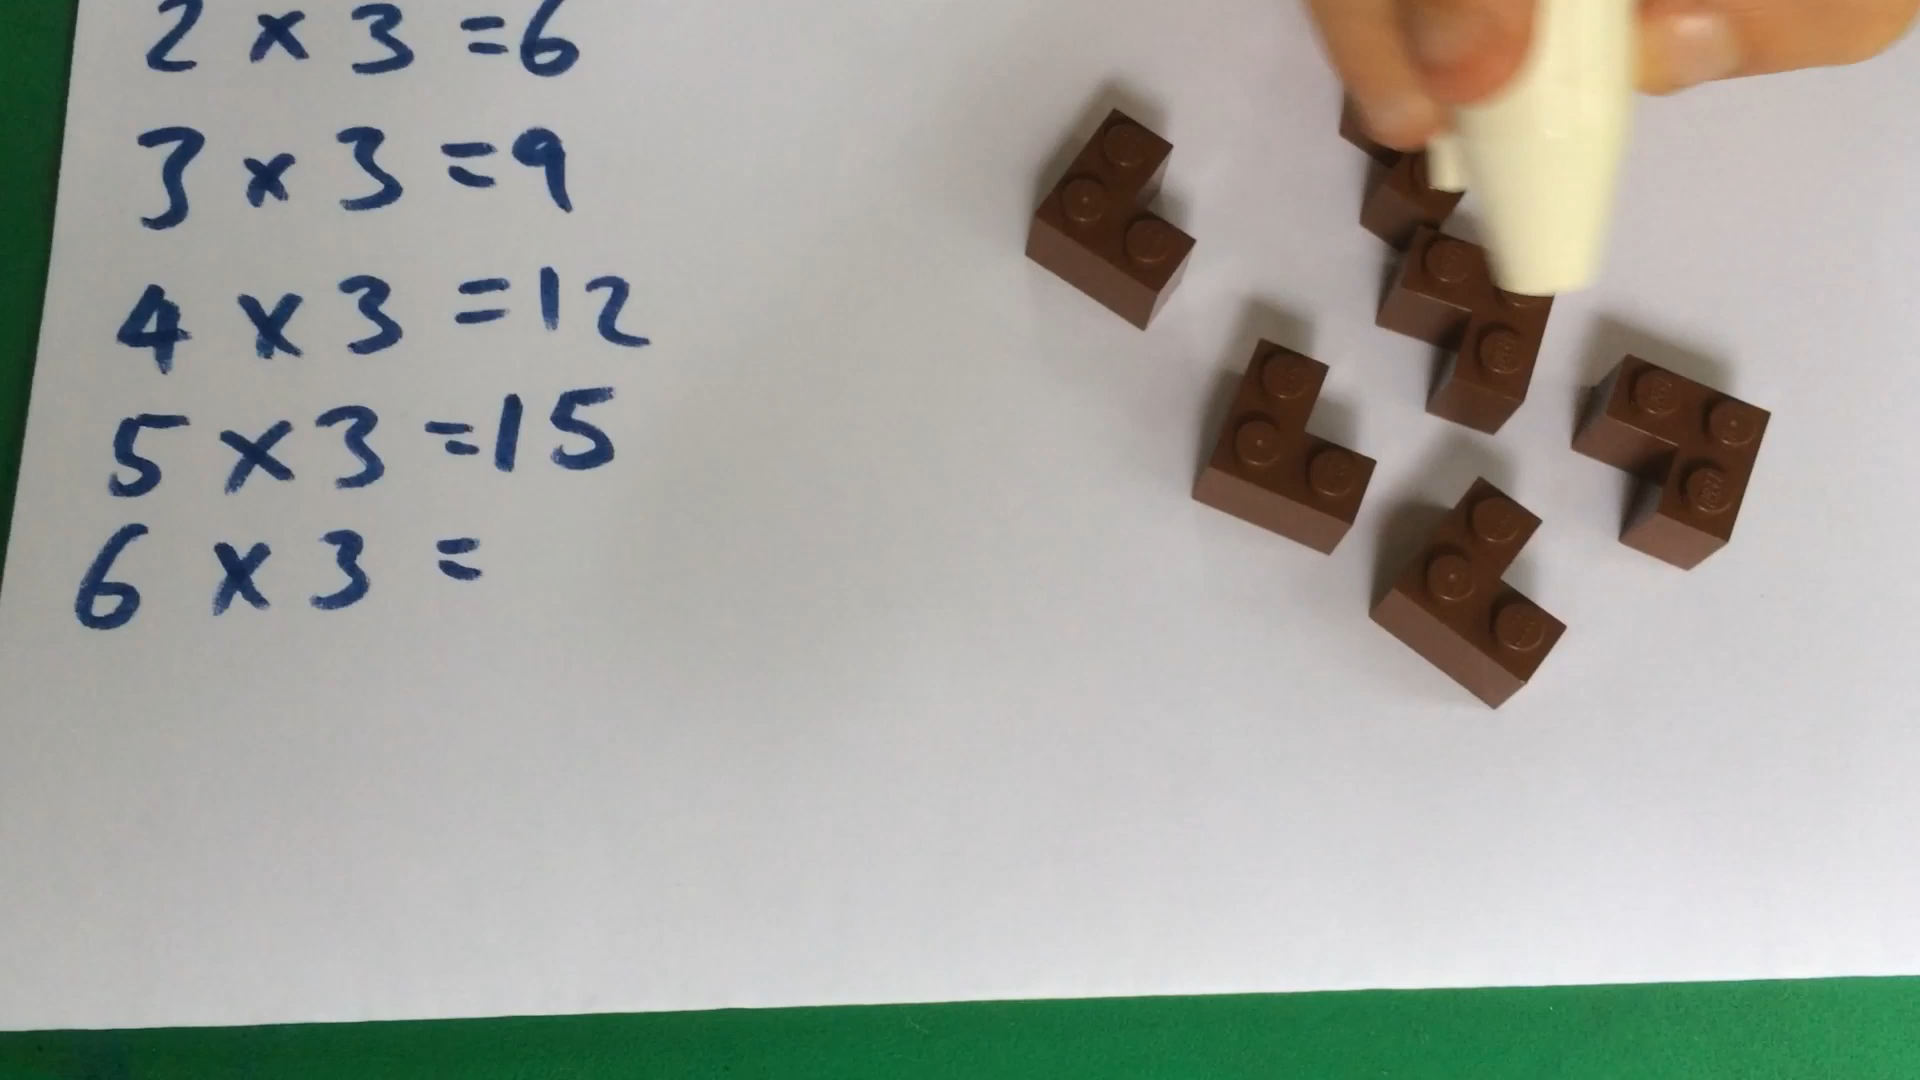 2 x 3 =6
3 x 3 =9
4 x 3 =12
5 x 3 =15
6 x 3 =